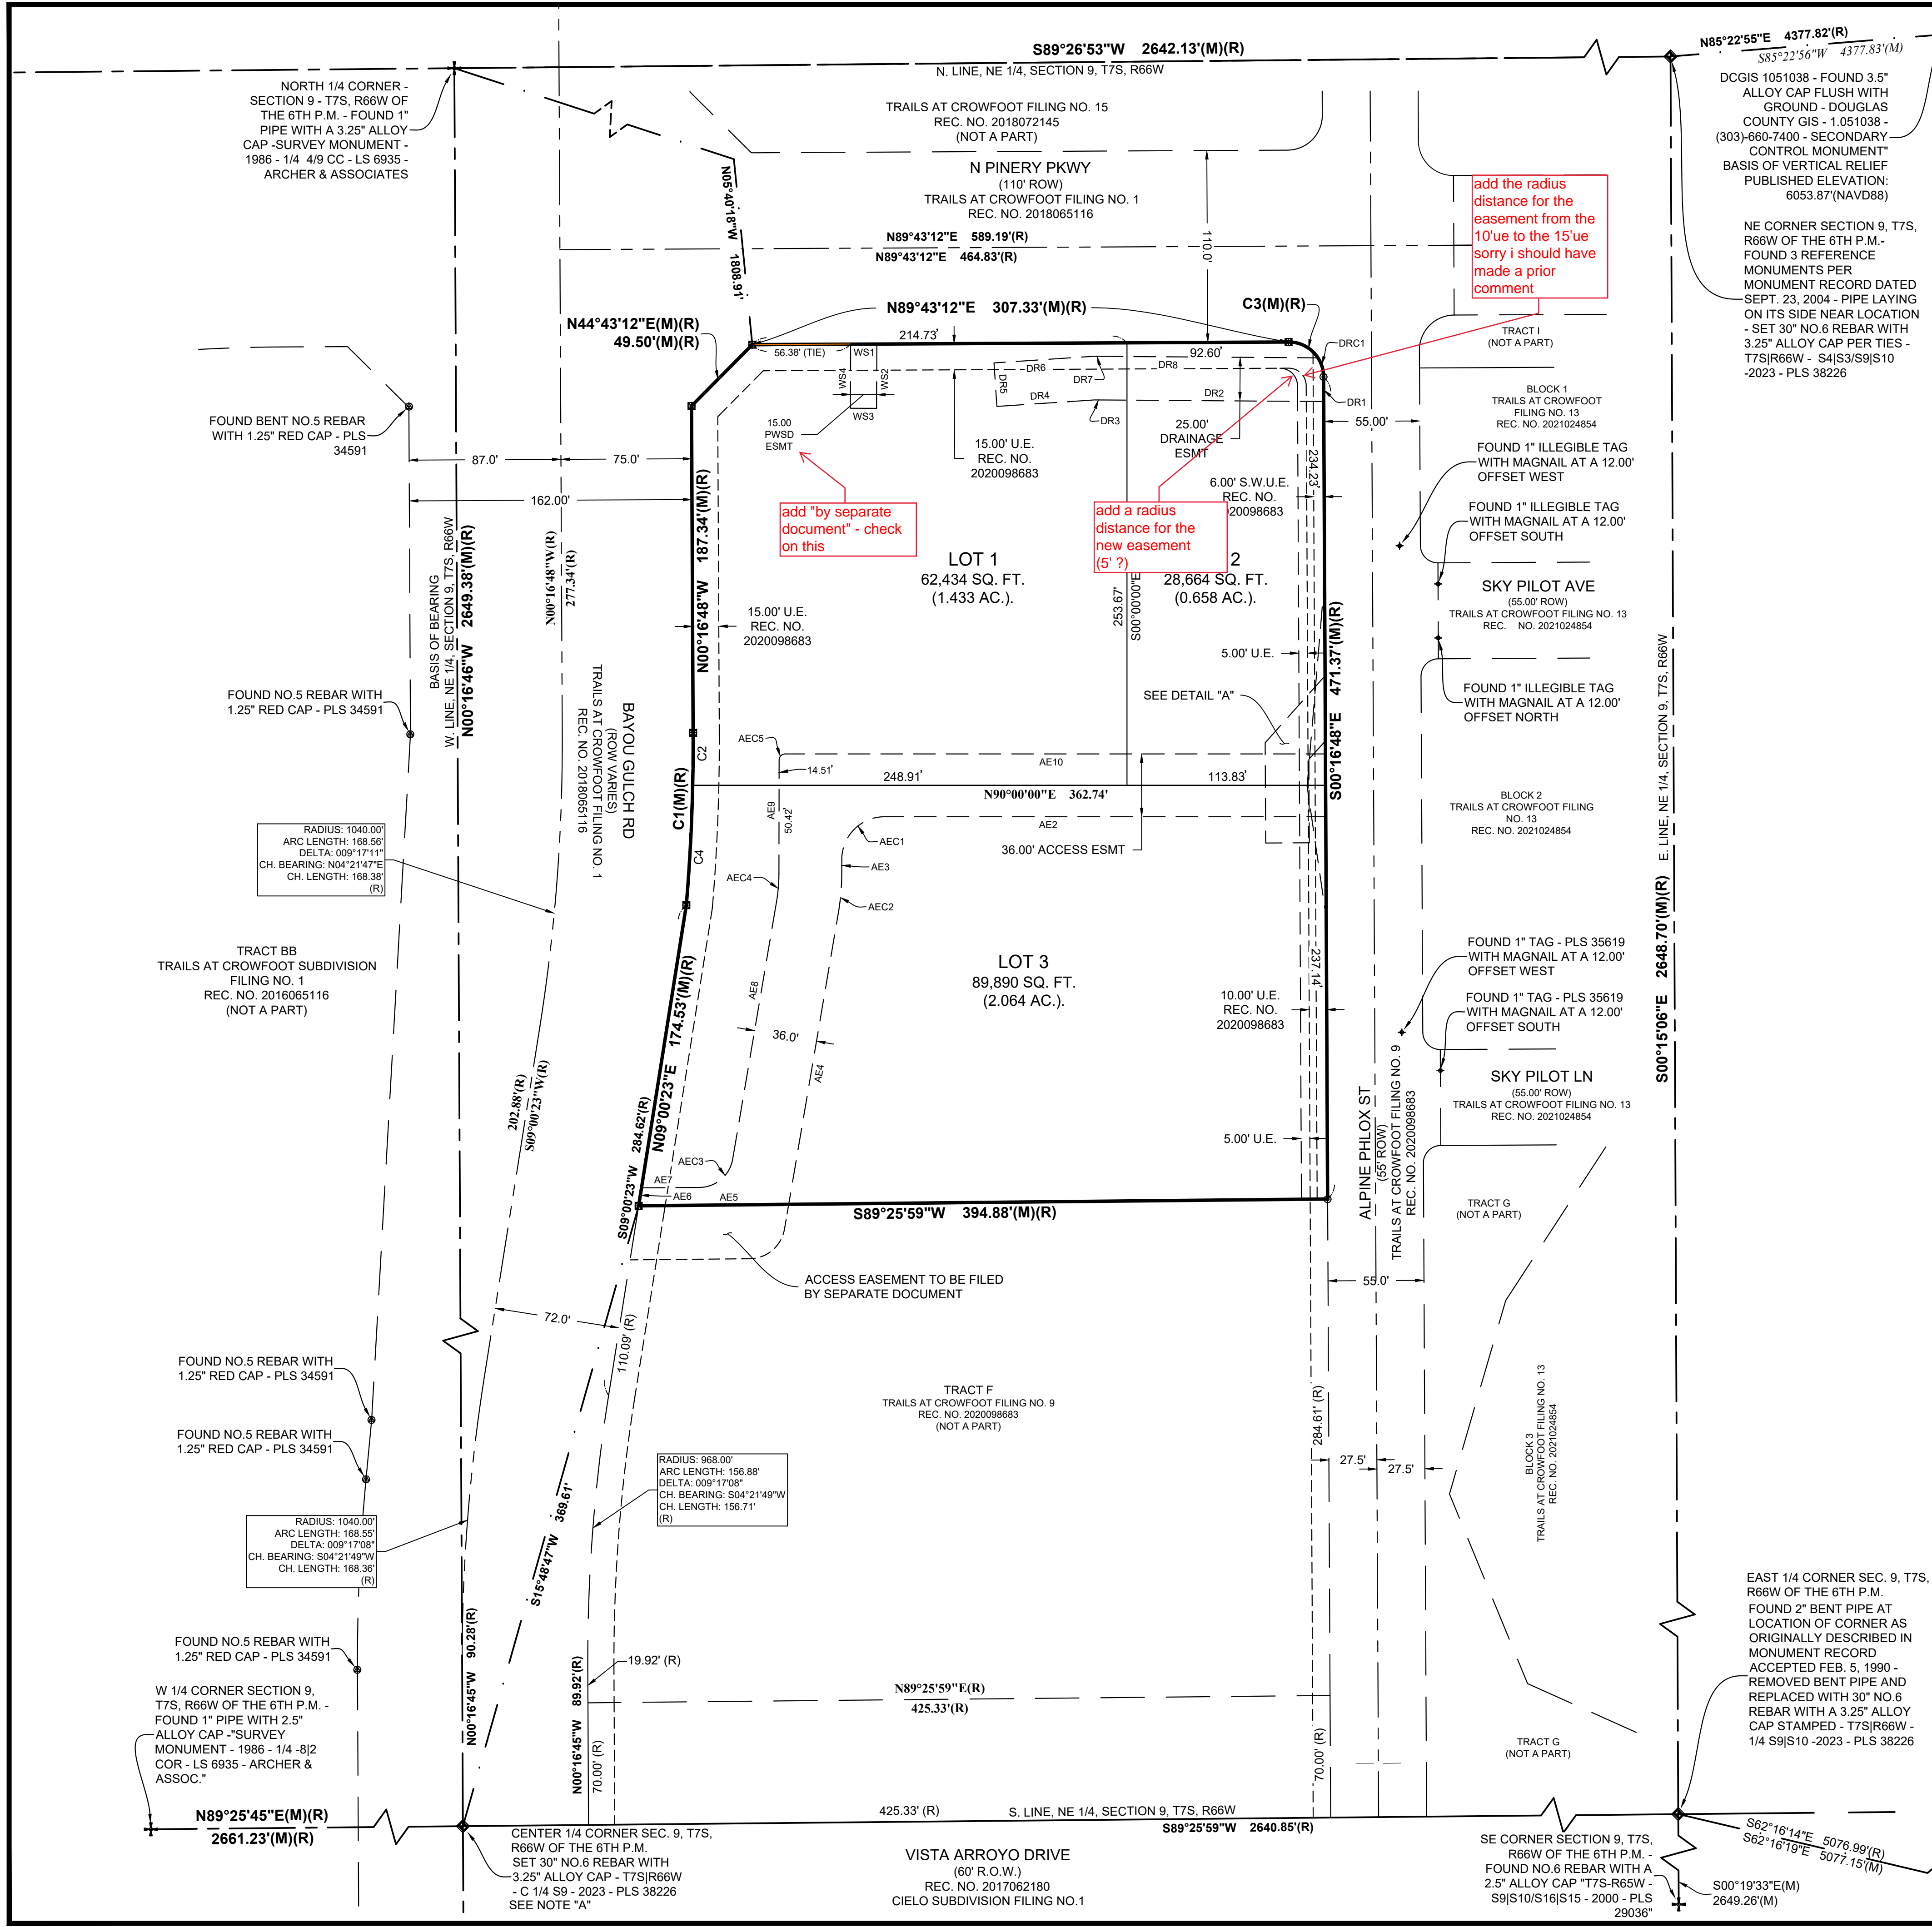 S89°26'53"W 2642.13'(M)(R)
N. LINE, NE 1/4, SECTION 9, T7S, R66W
N85°22'55"E 4377.82'(R)
S85°22'56"W 4377.83'(M)
NORTH 1/4 CORNER -
SECTION 9 - T7S, R66W OF
THE 6TH P.M. - FOUND 1"
PIPE WITH A 3.25" ALLOY
CAP -SURVEY MONUMENT -
1986 - 1/4 4/9 CC - LS 6935 -
ARCHER & ASSOCIATES
TRAILS AT CROWFOOT FILING NO. 15
REC. NO. 2018072145
(NOT A PART)
N PINERY PKWY
(110' ROW)
TRAILS AT CROWFOOT FILING NO. 1
REC. NO. 2018065116
DCGIS 1051038 - FOUND 3.5"
ALLOY CAP FLUSH WITH
GROUND - DOUGLAS
COUNTY GIS - 1.051038 -
(303)-660-7400 - SECONDARY
CONTROL MONUMENT"
BASIS OF VERTICAL RELIEF
PUBLISHED ELEVATION:
6053.87'(NAVD88)
add the radius
distance for the
easement from the
10'ue to the 15'ue
sorry i should have
made a prior
comment
NE CORNER SECTION 9, T7S,
R66W OF THE 6TH P.M.-
FOUND 3 REFERENCE
MONUMENTS PER
MONUMENT RECORD DATED
SEPT. 23, 2004 - PIPE LAYING
ON ITS SIDE NEAR LOCATION
- SET 30" NO.6 REBAR WITH
3.25" ALLOY CAP PER TIES -
T7S|R66W - S4|S3/S9|S10
-2023 - PLS 38226
N05°40'18"W 1808.91'
N89°43'12"E 589.19'(R)
N89°43'12"E 464.83'(R)
110.0'
N44°43'12"E(M)(R)
49.50'(M)(R)
N89°43'12"E 307.33'(M)(R)
C3(M)(R)
214.73'
92.60'
56.38' (TIE)
WS1
WS4
WS2
WS3
DRC1
DR6
DR7
DR8
DR5
DR4
DR3
DR2
DR1
TRACT I
(NOT A PART)
BLOCK 1
TRAILS AT CROWFOOT
FILING NO. 13
REC. NO. 2021024854
55.00'
15.00
PWSD
ESMT
15.00' U.E.
REC. NO.
2020098683
25.00'
DRAINAGE
ESMT
6.00' S.W.U.E.
REC. NO.
020098683
234.23'
FOUND BENT NO.5 REBAR
WITH 1.25" RED CAP - PLS
34591
87.0'
75.0'
162.00'
FOUND 1" ILLEGIBLE TAG
WITH MAGNAIL AT A 12.00'
OFFSET WEST
FOUND 1" ILLEGIBLE TAG
WITH MAGNAIL AT A 12.00'
OFFSET SOUTH
add "by separate
document" - check
on this
add a radius
distance for the
new easement
(5' ?)
LOT 1
62,434 SQ. FT.
(1.433 AC.).
2
28,664 SQ. FT.
(0.658 AC.).
253.67'
S00°00'00"E
BASIS OF BEARING
W. LINE, NE 1/4, SECTION 9, T7S, R66W
N00°16'46"W 2649.38'(M)(R)
N00°16'48"W(R)
277.34'(R)
N00°16'48"W 187.34'(M)(R)
15.00' U.E.
REC. NO.
2020098683
SKY PILOT AVE
(55.00' ROW)
TRAILS AT CROWFOOT FILING NO. 13
REC. NO. 2021024854
FOUND NO.5 REBAR WITH
1.25" RED CAP - PLS 34591
5.00' U.E.
SEE DETAIL "A"
S00°16'48"E 471.37'(M)(R)
FOUND 1" ILLEGIBLE TAG
WITH MAGNAIL AT A 12.00'
OFFSET NORTH
BAYOU GULCH RD
(ROW VARIES)
TRAILS AT CROWFOOT FILING NO. 1
REC. NO. 2018065116
C1(M)(R)
C2
C4
AEC5
14.51'
248.91'
AE10
113.83'
N90°00'00"E 362.74'
AE9
50.42'
AE2
AEC1
AE3
36.00' ACCESS ESMT
AEC4
AEC2
BLOCK 2
TRAILS AT CROWFOOT FILING
NO. 13
REC. NO. 2021024854
E. LINE, NE 1/4, SECTION 9, T7S, R66W
S00°15'06"E 2648.70'(M)(R)
RADIUS: 1040.00'
ARC LENGTH: 168.56'
DELTA: 009°17'11"
CH. BEARING: N04°21'47"E
CH. LENGTH: 168.38'
(R)
TRACT BB
TRAILS AT CROWFOOT SUBDIVISION
FILING NO. 1
REC. NO. 2016065116
(NOT A PART)
LOT 3
89,890 SQ. FT.
(2.064 AC.).
237.14'
10.00' U.E.
REC. NO.
2020098683
FOUND 1" TAG - PLS 35619
WITH MAGNAIL AT A 12.00'
OFFSET WEST
FOUND 1" TAG - PLS 35619
WITH MAGNAIL AT A 12.00'
OFFSET SOUTH
N09°00'23"E 174.53'(M)(R)
AE8
36.0'
AE4
202.88'(R)
S09°00'23"W(R)
S09°00'23"W 284.62'(R)
SKY PILOT LN
(55.00' ROW)
TRAILS AT CROWFOOT FILING NO. 13
REC. NO. 2021024854
ALPINE PHLOX ST
(55' ROW)
TRAILS AT CROWFOOT FILING NO. 9
REC. NO. 2020098683
5.00' U.E.
AEC3
AE7
AE6
AE5
S89°25'59"W 394.88'(M)(R)
TRACT G
(NOT A PART)
ACCESS EASEMENT TO BE FILED
BY SEPARATE DOCUMENT
55.0'
72.0'
110.09' (R)
FOUND NO.5 REBAR WITH
1.25" RED CAP - PLS 34591
TRACT F
TRAILS AT CROWFOOT FILING NO. 9
REC. NO. 2020098683
(NOT A PART)
284.61' (R)
BLOCK 3
TRAILS AT CROWFOOT FILING NO. 13
REC. NO. 2021024854
FOUND NO.5 REBAR WITH
1.25" RED CAP - PLS 34591
27.5'
27.5'
RADIUS: 968.00'
ARC LENGTH: 156.88'
DELTA: 009°17'08"
CH. BEARING: S04°21'49"W
CH. LENGTH: 156.71'
(R)
S15°48'47"W 369.61'
RADIUS: 1040.00'
ARC LENGTH: 168.55'
DELTA: 009°17'08"
CH. BEARING: S04°21'49"W
CH. LENGTH: 168.36'
(R)
EAST 1/4 CORNER SEC. 9, T7S,
R66W OF THE 6TH P.M.
FOUND 2" BENT PIPE AT
LOCATION OF CORNER AS
ORIGINALLY DESCRIBED IN
MONUMENT RECORD
ACCEPTED FEB. 5, 1990 -
REMOVED BENT PIPE AND
REPLACED WITH 30" NO.6
REBAR WITH A 3.25" ALLOY
CAP STAMPED - T7S|R66W -
1/4 S9|S10 -2023 - PLS 38226
FOUND NO.5 REBAR WITH
1.25" RED CAP - PLS 34591
N00°16'45"W 90.28'(R)
N00°16'45"W 89.92'(R)
70.00' (R)
19.92' (R)
N89°25'59"E(R)
425.33'(R)
70.00' (R)
TRACT G
(NOT A PART)
W 1/4 CORNER SECTION 9,
T7S, R66W OF THE 6TH P.M. -
FOUND 1" PIPE WITH 2.5"
ALLOY CAP -"SURVEY
MONUMENT - 1986 - 1/4 -8|2
COR - LS 6935 - ARCHER &
ASSOC."
N89°25'45"E(M)(R)
2661.23'(M)(R)
425.33' (R)
S. LINE, NE 1/4, SECTION 9, T7S, R66W
S89°25'59"W 2640.85'(R)
CENTER 1/4 CORNER SEC. 9, T7S,
R66W OF THE 6TH P.M.
SET 30" NO.6 REBAR WITH
3.25" ALLOY CAP - T7S|R66W
- C 1/4 S9 - 2023 - PLS 38226
SEE NOTE "A"
VISTA ARROYO DRIVE
(60' R.O.W.)
REC. NO. 2017062180
CIELO SUBDIVISION FILING NO.1
SE CORNER SECTION 9, T7S,
R66W OF THE 6TH P.M. -
FOUND NO.6 REBAR WITH A
2.5" ALLOY CAP "T7S-R65W -
S9|S10/S16|S15 - 2000 - PLS
29036"
S62°16'14"E 5076.99'(R)
S62°16'19"E 5077.15'(M)
S00°19'33"E(M)
2649.26'(M)